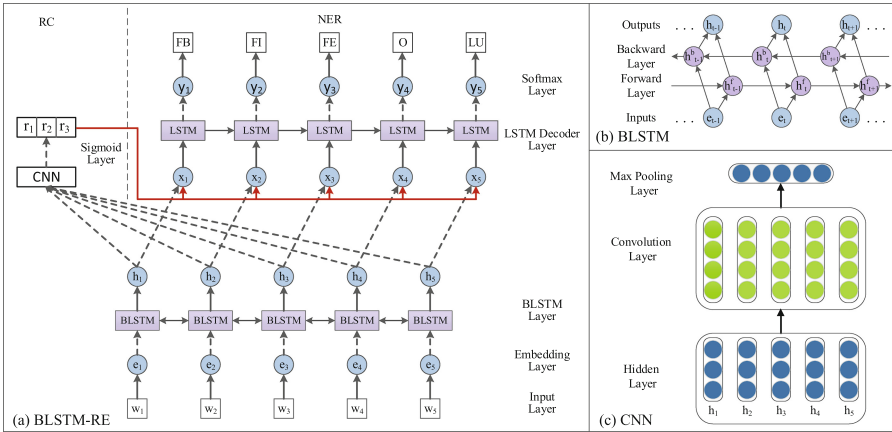 RC
NER
FB FI FE O LU
y1 y2 y3 y4 y5
Softmax
Layer
LSTM LSTM LSTM LSTM LSTM
LSTM Decoder
Layer
r1 r2 r3
Sigmoid
Layer
CNN
x1 x2 x3 x4 x5
h1 h2 h3 h4 h5
BLSTM BLSTM BLSTM BLSTM BLSTM
BLSTM
Layer
e1 e2 e3 e4 e5
Embedding
Layer
w1 w2 w3 w4 w5
Input
Layer
(a) BLSTM-RE
Outputs . . . ht-1 ht ht+1 . . .
Backward
Layer
h^b t-1 h^b t h^b t+1
Forward
Layer
h^f t-1 h^f t h^f t+1
Inputs . . . et-1 et et+1 . . .
(b) BLSTM
Max Pooling
Layer
Convolution
Layer
Hidden
Layer
h1 h2 h3 h4 h5
(c) CNN